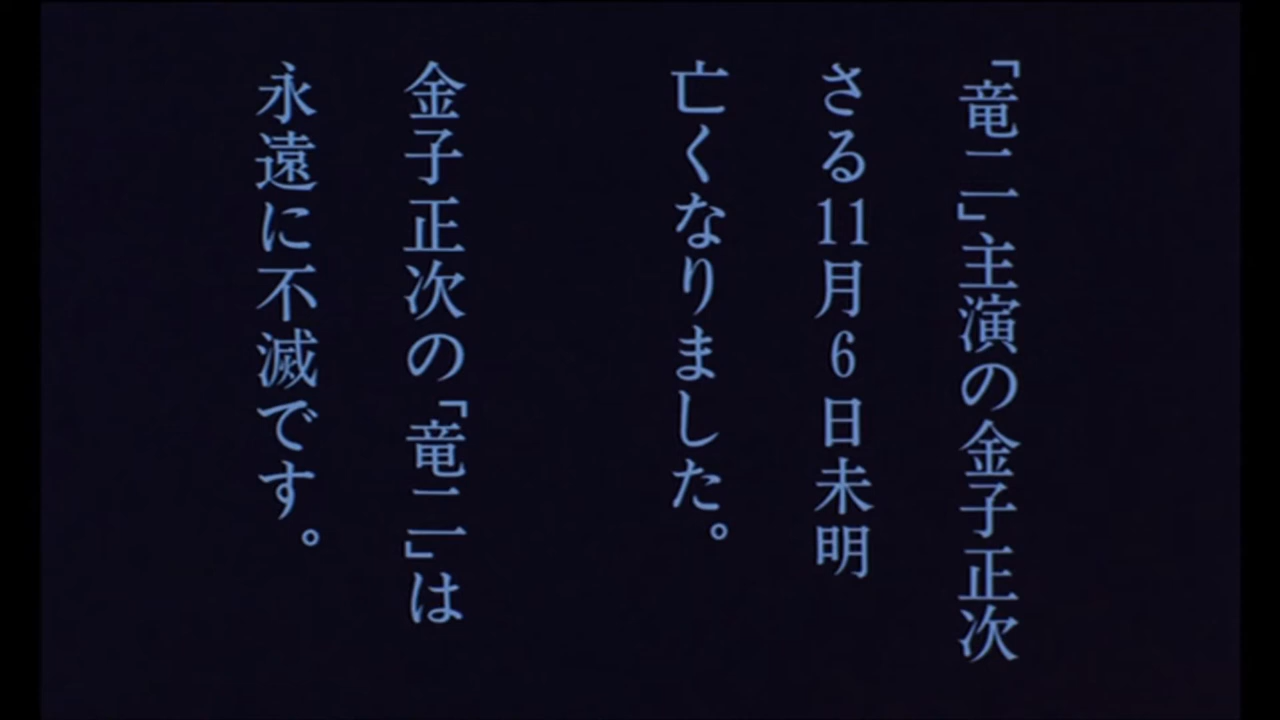 「竜二」主演の金子正次
さる11月6日未明
亡くなりました。
金子正次の「竜二」は
永遠に不滅です。